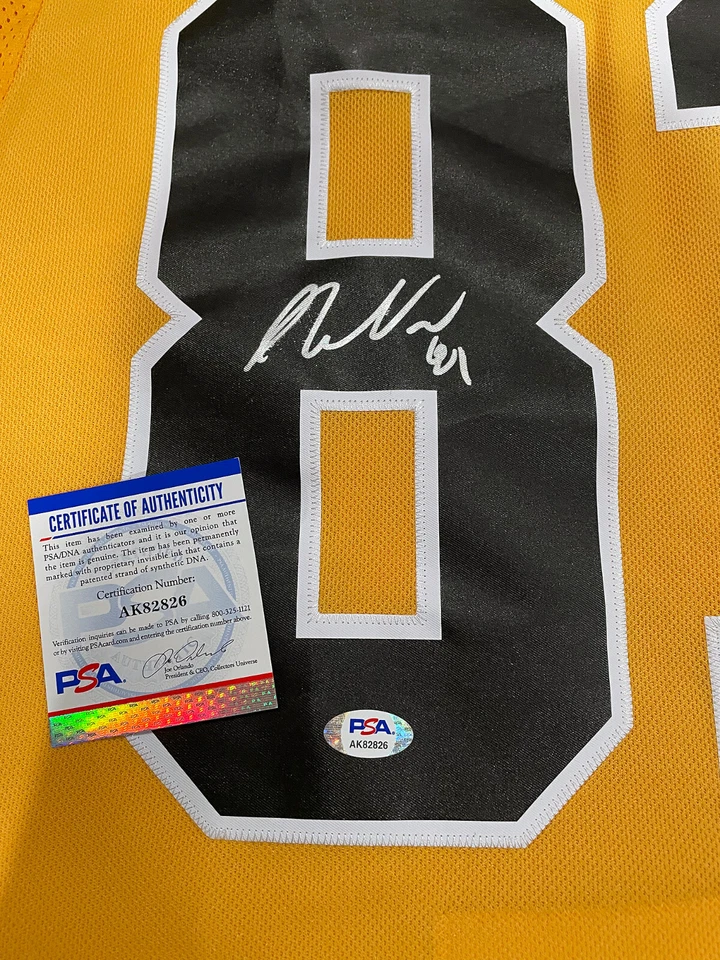 8
CERTIFICATE OF AUTHENTICITY
This item has been examined by one or more
PSA/DNA authenticators and it is our opinion that
the item is genuine. The item has been permanently
marked with proprietary invisible ink that contains a
patented strand of synthetic DNA.
Certification Number:
AK82826
Verification inquiries can be made to PSA by calling 800-325-1121
or by visiting PSAcard.com and entering the certification number above.
PSA.
Joe Orlando
President & CEO, Collectors Universe
PSA.
AK82826